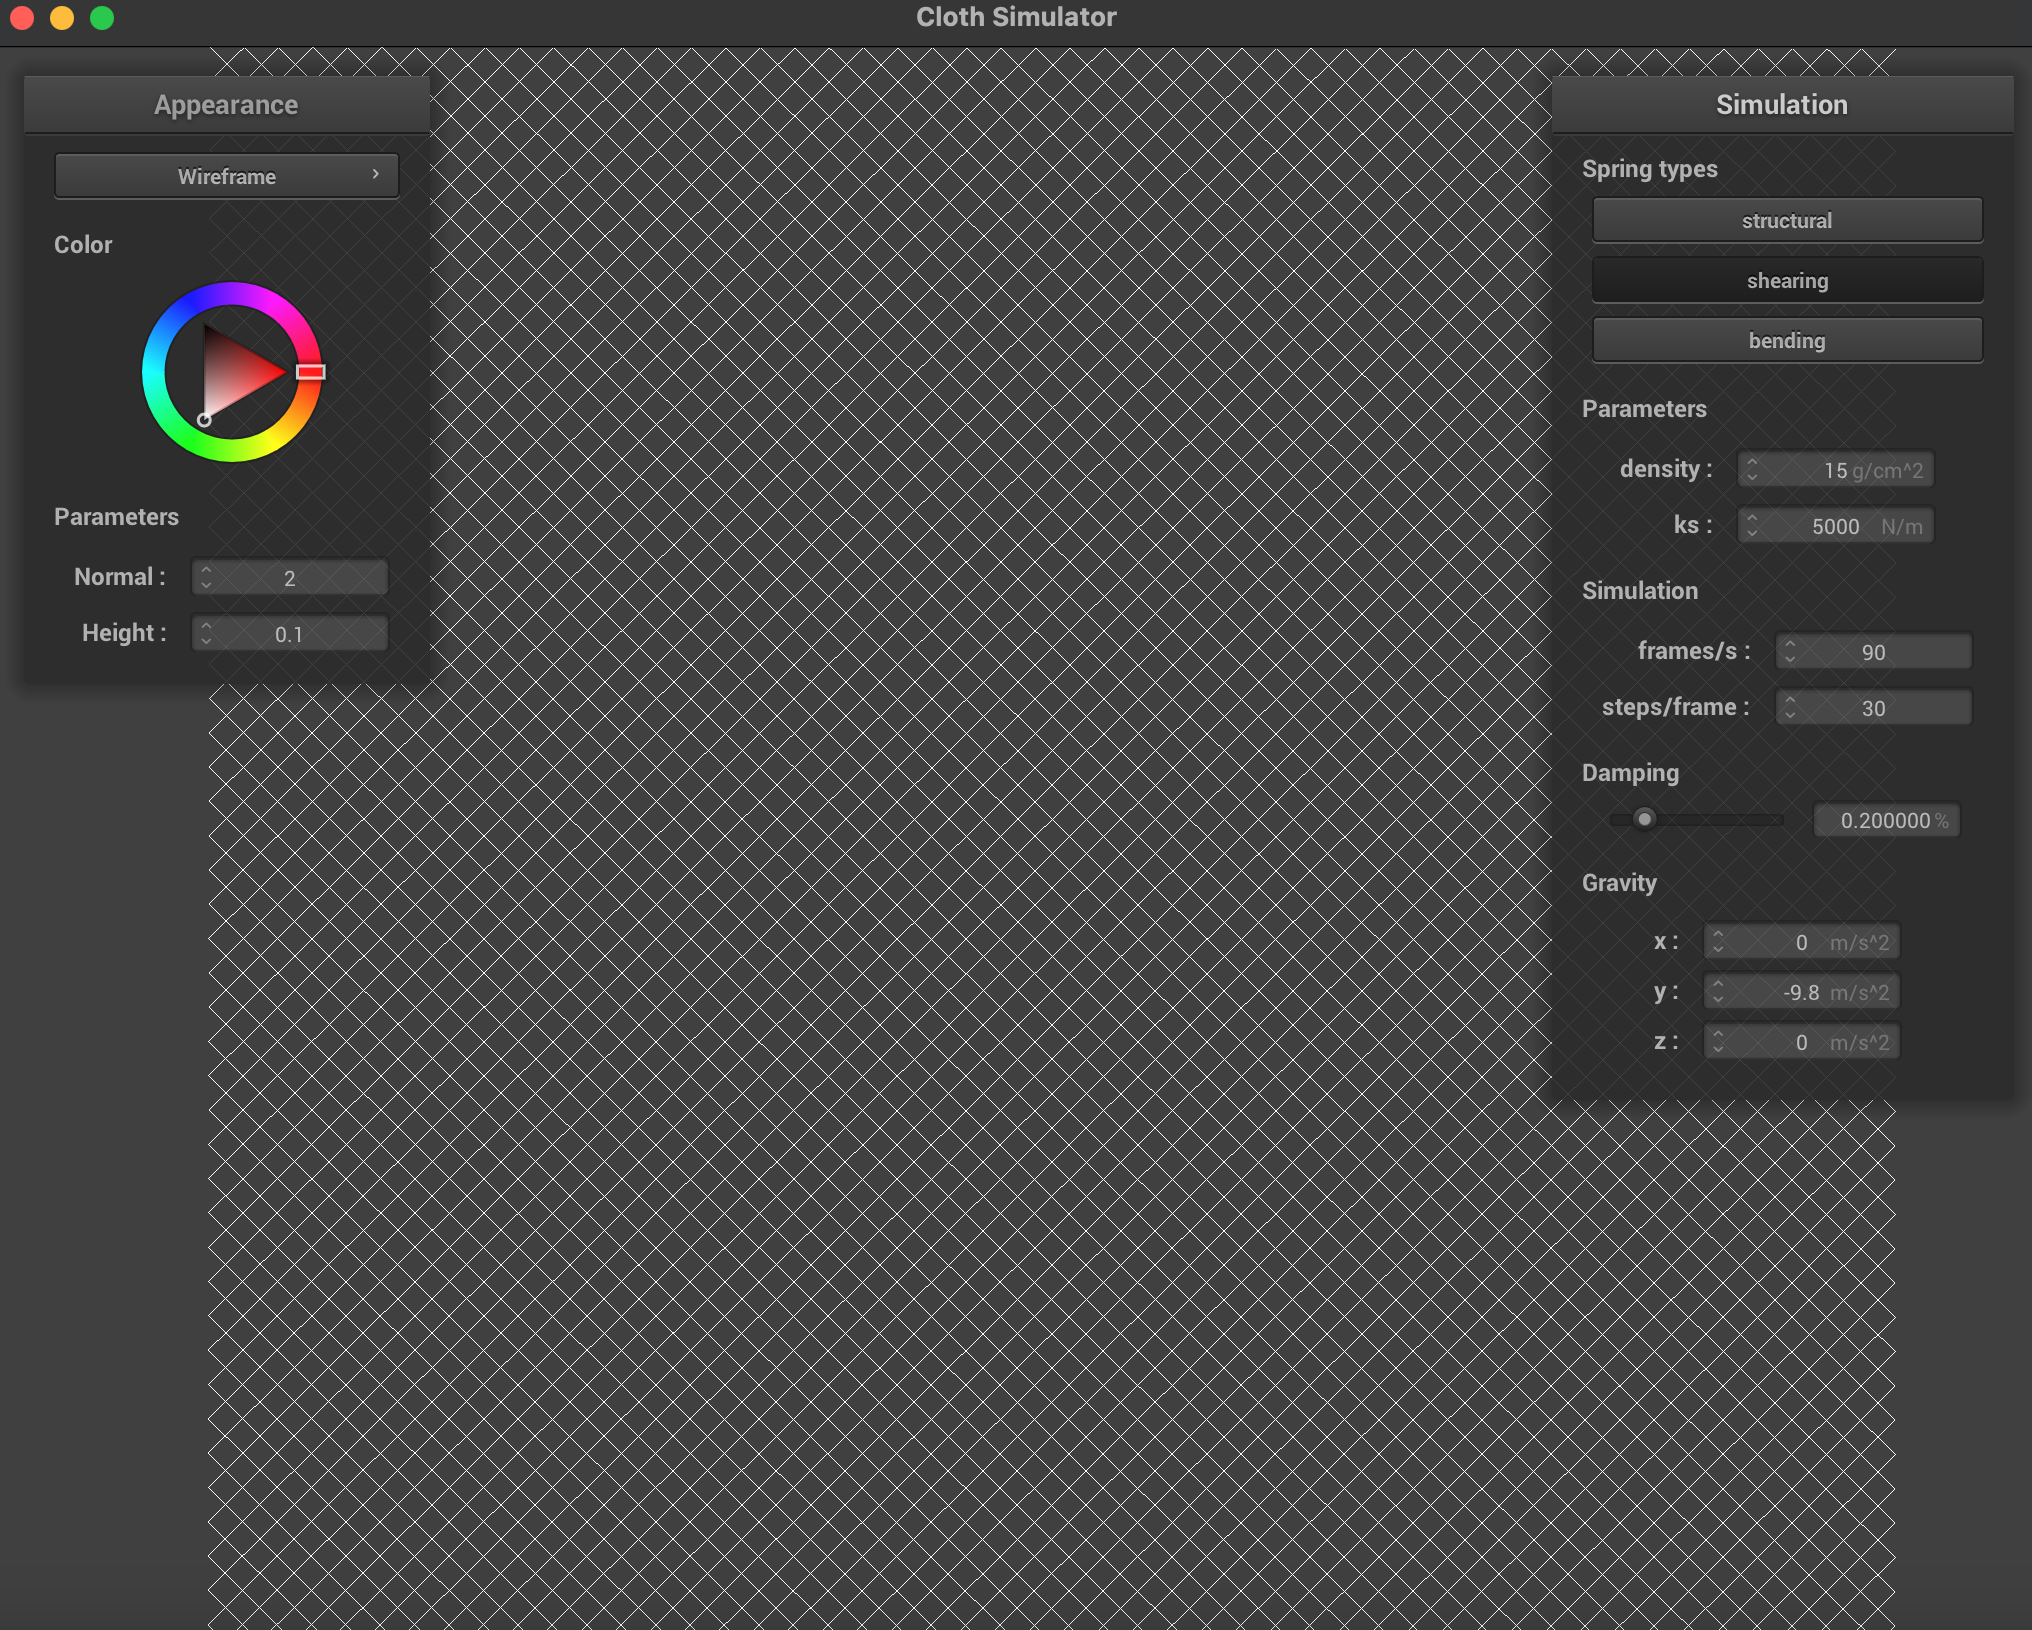 Cloth Simulator
Appearance
Wireframe
Color
Parameters
Normal : 2
Height : 0.1
Simulation
Spring types
structural
shearing
bending
Parameters
density : 15 g/cm^2
ks : 5000 N/m
Simulation
frames/s : 90
steps/frame : 30
Damping
0.200000 %
Gravity
x : 0 m/s^2
y : -9.8 m/s^2
z : 0 m/s^2